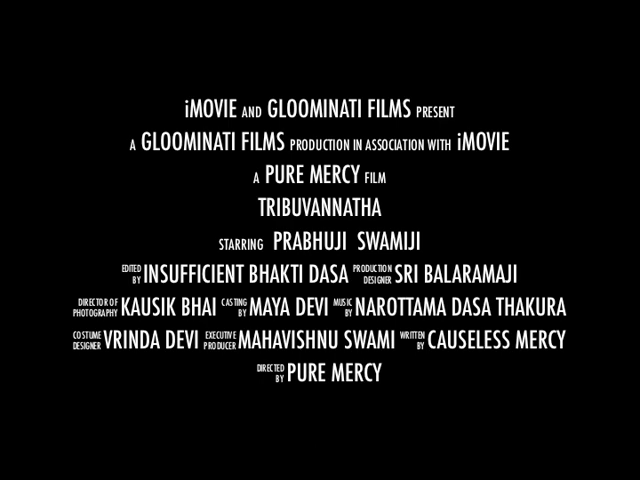 iMOVIE AND GLOOMINATI FILMS PRESENT
A GLOOMINATI FILMS PRODUCTION IN ASSOCIATION WITH iMOVIE
A PURE MERCY FILM
TRIBUVANNATHA
STARRING PRABHUJI SWAMIJI
EDITED BY INSUFFICIENT BHAKTI DASA PRODUCTION DESIGNER SRI BALARAMAJI
DIRECTOR OF PHOTOGRAPHY KAUSIK BHAI CASTING BY MAYA DEVI MUSIC BY NAROTTAMA DASA THAKURA
COSTUME DESIGNER VRINDA DEVI EXECUTIVE PRODUCER MAHAVISHNU SWAMI WRITTEN BY CAUSELESS MERCY
DIRECTED BY PURE MERCY